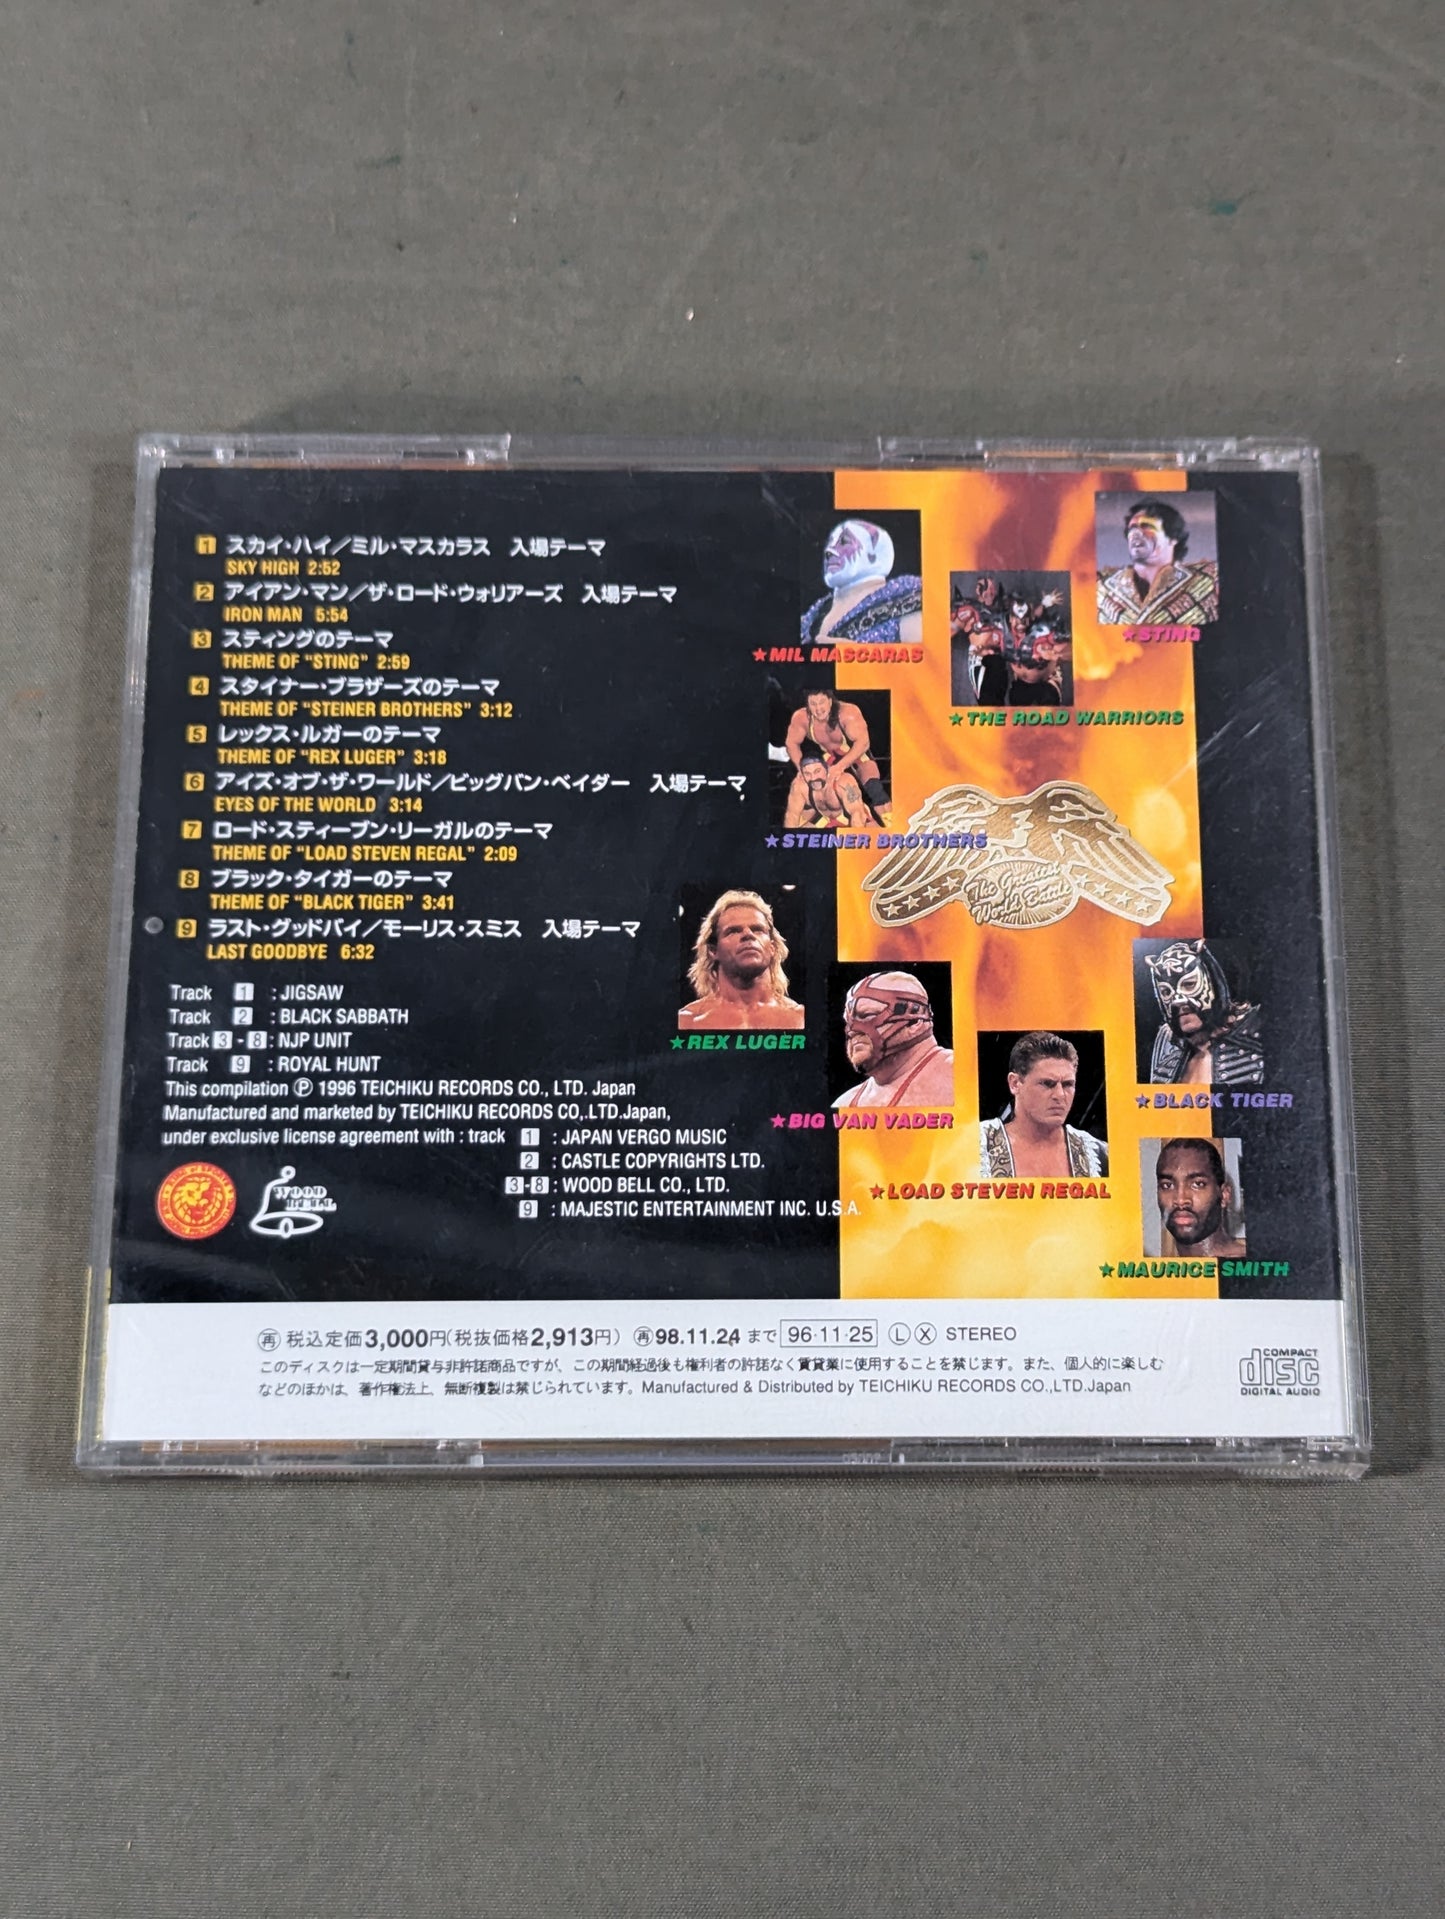 1 スカイ・ハイ／ミル・マスカラス 入場テーマ
SKY HIGH 2:52
2 アイアン・マン／ザ・ロード・ウォリアーズ 入場テーマ
IRON MAN 5:54
3 スティングのテーマ
THEME OF "STING" 2:59
4 スタイナー・ブラザーズのテーマ
THEME OF "STEINER BROTHERS" 3:12
5 レックス・ルガーのテーマ
THEME OF "REX LUGER" 3:18
6 アイズ・オブ・ザ・ワールド／ビッグバン・ベイダー 入場テーマ
EYES OF THE WORLD 3:14
7 ロード・スティーブン・リーガルのテーマ
THEME OF "LOAD STEVEN REGAL" 2:09
8 ブラック・タイガーのテーマ
THEME OF "BLACK TIGER" 3:41
9 ラスト・グッドバイ／モーリス・スミス 入場テーマ
LAST GOODBYE 6:32
Track 1 : JIGSAW
Track 2 : BLACK SABBATH
Track 3 - 8 : NJP UNIT
Track 9 : ROYAL HUNT
This compilation Ⓟ 1996 TEICHIKU RECORDS CO., LTD. Japan
Manufactured and marketed by TEICHIKU RECORDS CO,.LTD.Japan,
under exclusive license agreement with : track 1 : JAPAN VERGO MUSIC
2 : CASTLE COPYRIGHTS LTD.
3-8 : WOOD BELL CO., LTD.
9 : MAJESTIC ENTERTAINMENT INC. U.S.A.
WOOD
BELL
★MIL MASCARAS
★STING
★THE ROAD WARRIORS
★STEINER BROTHERS
The Greatest
World Battle
★REX LUGER
★BIG VAN VADER
★BLACK TIGER
★LOAD STEVEN REGAL
★MAURICE SMITH
㊢ 税込定価3,000円(税抜価格2,913円) 再98.11.24 まで 96·11·25 Ⓛ Ⓧ STEREO
このディスクは一定期間貸与非許諾商品ですが、この期間経過後も権利者の許諾なく賃貸業に使用することを禁じます。また、個人的に楽しむ
などのほかは、著作権法上、無断複製は禁じられています。Manufactured & Distributed by TEICHIKU RECORDS CO.,LTD.Japan
COMPACT
disc
DIGITAL AUDIO